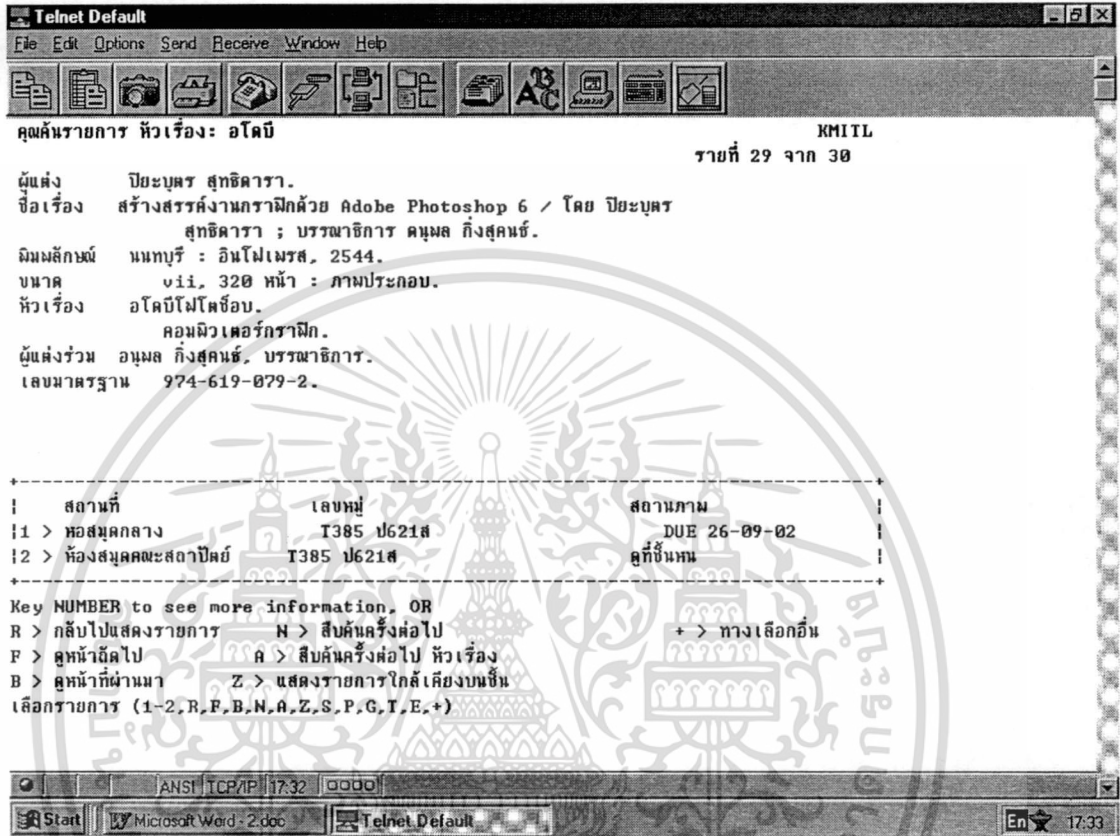 Telnet Default
File Edit Options Send Receive Window Help
คุณค้นรายการ หัวเรื่อง: อโดบี KMITL
รายที่ 29 จาก 30
ผู้แต่ง ปิยะบุตร สุทธิดารา.
ชื่อเรื่อง สร้างสรรค์งานกราฟิกด้วย Adobe Photoshop 6 / โดย ปิยะบุตร
สุทธิดารา ; บรรณาธิการ ดนุพล กิ่งสุคนธ์.
พิมพลักษณ์ นนทบุรี : อินโฟเพรส, 2544.
ขนาด vii, 320 หน้า : ภาพประกอบ.
หัวเรื่อง อโดบีโฟโตช็อบ.
คอมพิวเตอร์กราฟิก.
ผู้แต่งร่วม อนุพล กิ่งสุคนธ์, บรรณาธิการ.
เลขมาตรฐาน 974-619-079-2.
สถานที่ เลขหมู่ สถานภาพ
1 > หอสมุดกลาง T385 ป621ส DUE 26-09-02
2 > ห้องสมุดคณะสถาปัตย์ T385 ป621ส ดูที่ชั้นหน
Key NUMBER to see more information, OR
R > กลับไปแสดงรายการ N > สืบค้นครั้งต่อไป + > ทางเลือกอื่น
F > ดูหน้าถัดไป A > สืบค้นครั้งต่อไป หัวเรื่อง
B > ดูหน้าที่ผ่านมา Z > แสดงรายการใกล้เคียงบนชั้น
เลือกรายการ (1-2,R,F,B,N,A,Z,S,P,G,T,E,+)
ANSI TCP/IP 17:32
Start Microsoft Word - 2.doc Telnet Default En 17:33